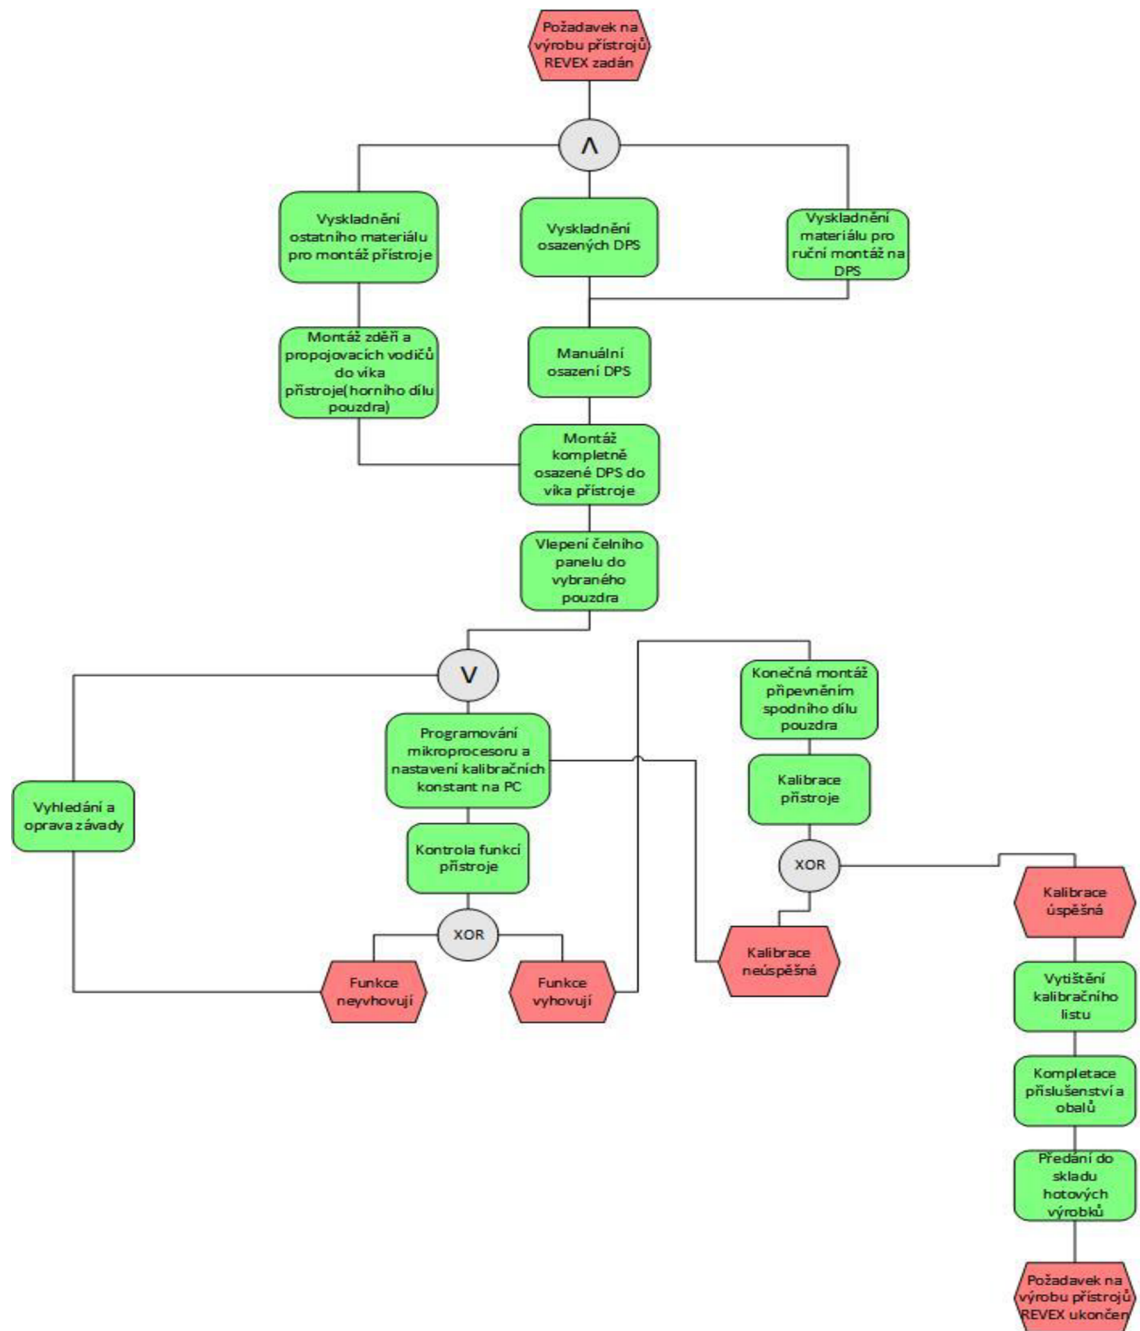 Požadavek na
výrobu přístrojů
REVEX zadán
Λ
Vyskladnění
ostatního materiálu
pro montáž přístroje
Vyskladnění
osazených DPS
Vyskladnění
materiálu pro
ruční montáž na
DPS
Montáž zděří a
propojovacích vodičů
do víka
přístroje(horního dílu
pouzdra)
Manuální
osazení DPS
Montáž
kompletně
osazené DPS do
víka přístroje
Vlepení čelního
panelu do
vybraného
pouzdra
V
Konečná montáž
připevněním
spodního dílu
pouzdra
Programování
mikroprocesoru a
nastavení kalibračních
konstant na PC
Kalibrace
přístroje
Vyhledání a
oprava závady
Kontrola funkcí
přístroje
XOR
Kalibrace
úspěšná
XOR
Kalibrace
neúspěšná
Funkce
neyvhovují
Funkce
vyhovují
Vytištění
kalibračního
listu
Kompletace
příslušenství a
obalů
Předání do
skladu
hotových
výrobků
Požadavek na
výrobu přístrojů
REVEX ukončen